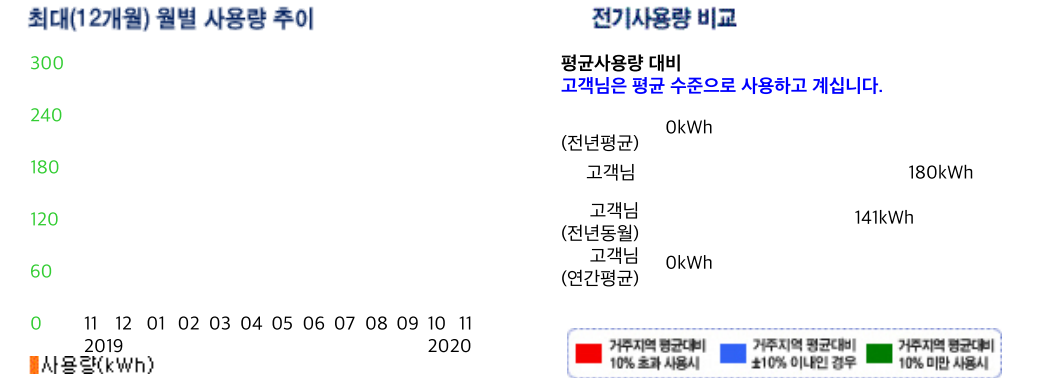 최대(12개월) 월별 사용량 추이
300
240
180
120
60
0
11 12 01 02 03 04 05 06 07 08 09 10 11
2019 2020
사용량(kWh)
전기사용량 비교
평균사용량 대비
고객님은 평균 수준으로 사용하고 계십니다.
0kWh
(전년평균)
고객님 180kWh
고객님 141kWh
(전년동월)
고객님 0kWh
(연간평균)
거주지역 평균대비
10% 초과 사용시
거주지역 평균대비
±10% 이내인 경우
거주지역 평균대비
10% 미만 사용시